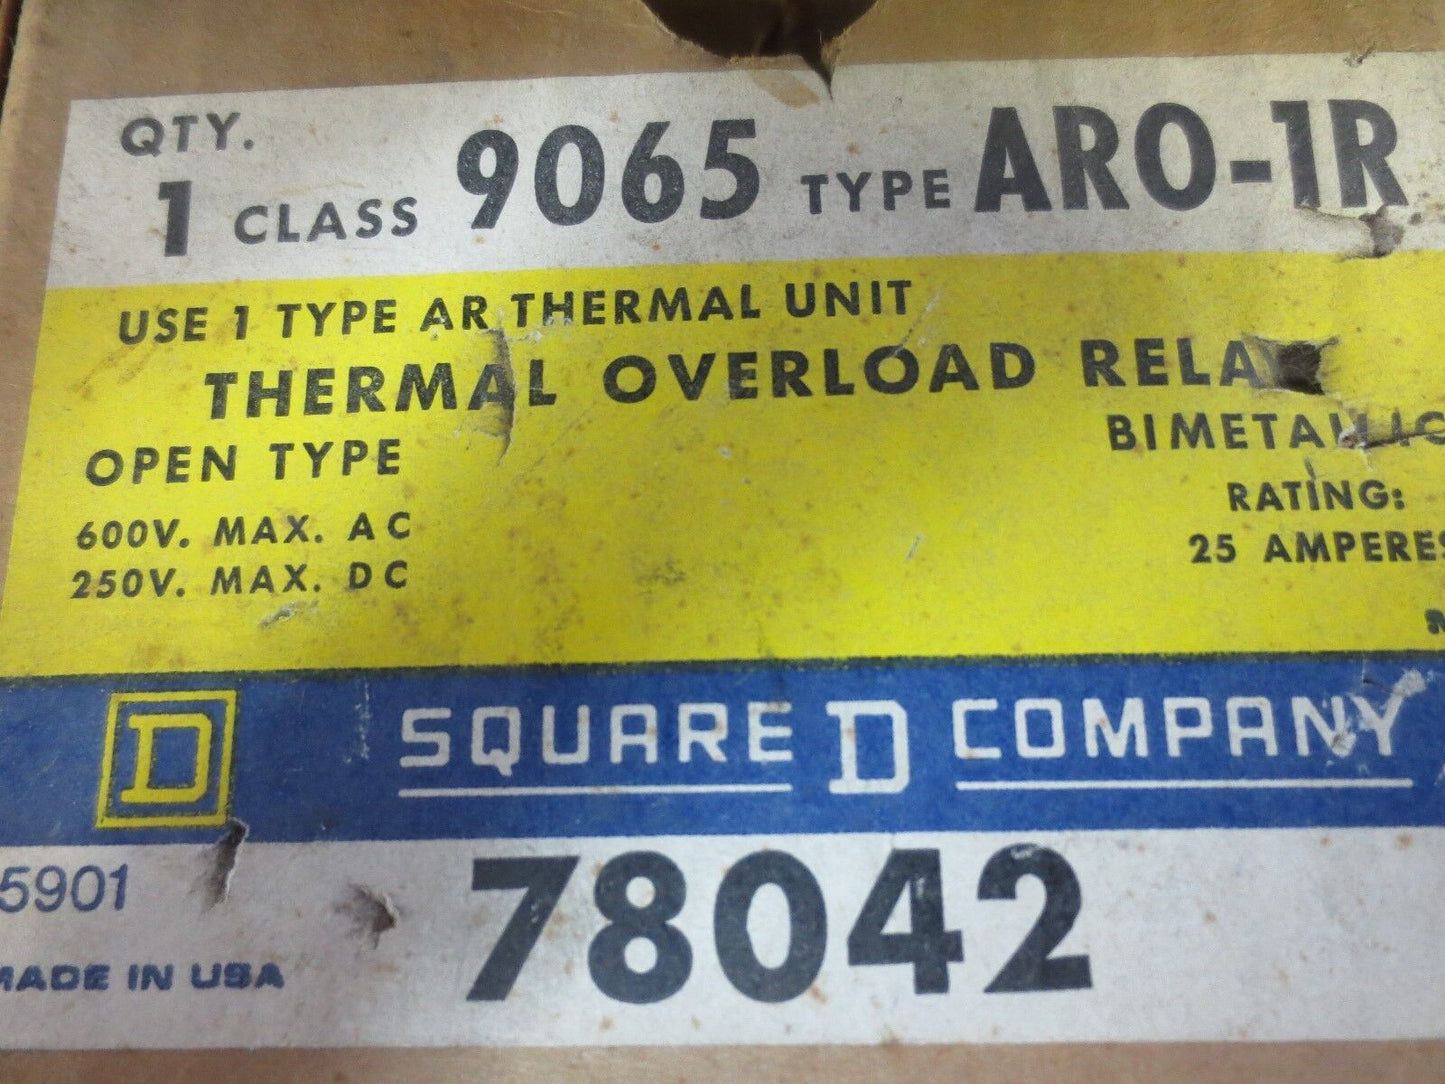 QTY.
1 CLASS 9065 TYPE ARO-1R
USE 1 TYPE AR THERMAL UNIT
THERMAL OVERLOAD RELA
OPEN TYPE
BIMETALLIC
RATING:
600V. MAX. AC
25 AMPERES
250V. MAX. DC
D SQUARE D COMPANY
5901
78042
MADE IN USA